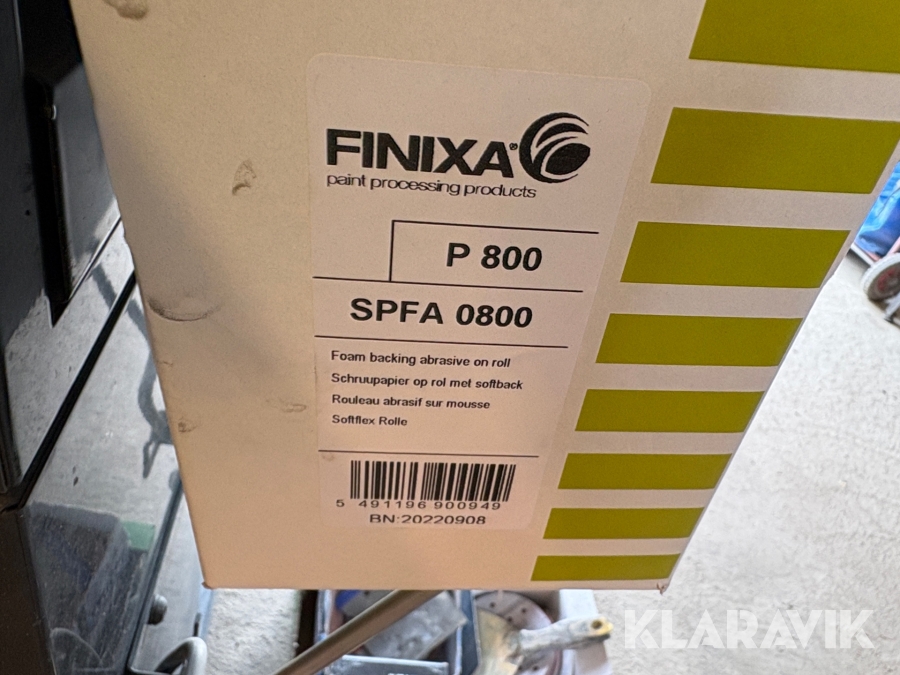 FINIXA®
paint processing products
P 800
SPFA 0800
Foam backing abrasive on roll
Schruupapier op rol met softback
Rouleau abrasif sur mousse
Softflex Rolle
5 491196 900949
BN:20220908
KLARAVIK